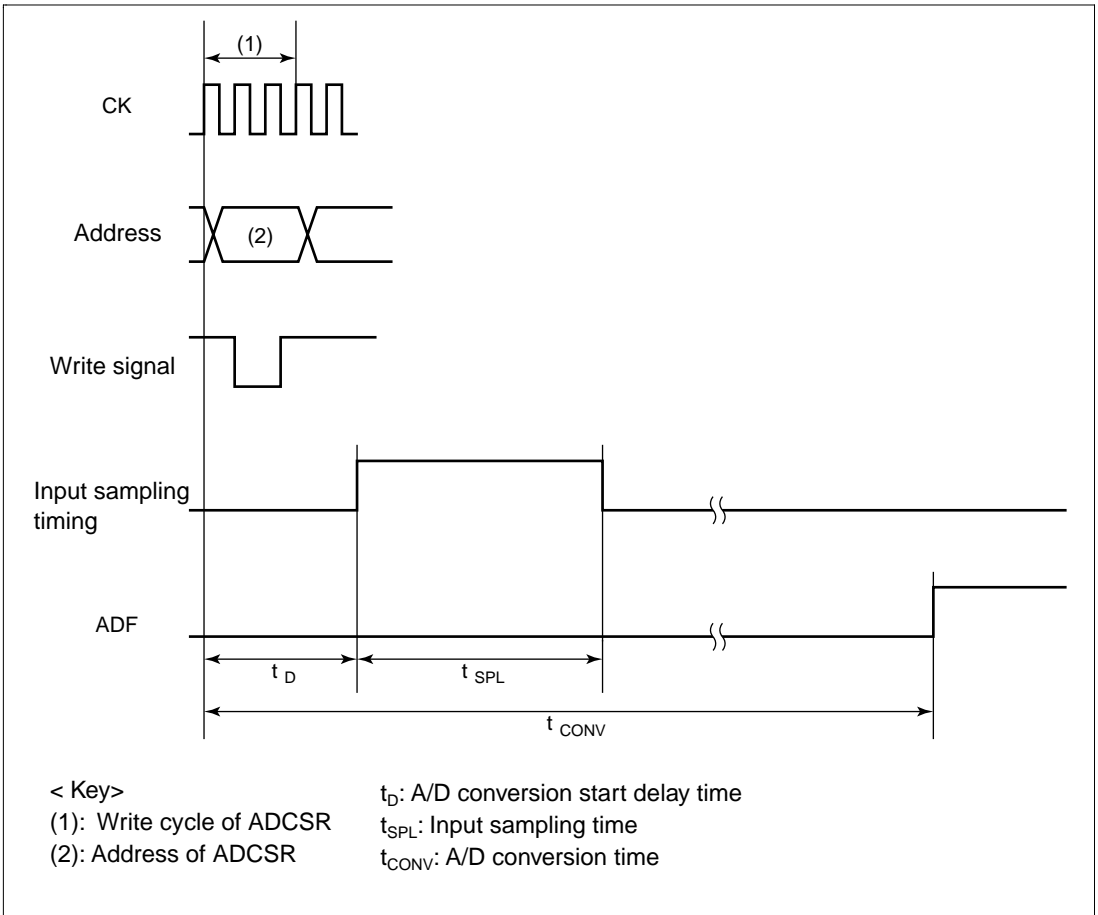 (1)
CK
Address
(2)
Write signal
Input sampling
timing
ADF
t D
t SPL
t CONV
< Key>
(1): Write cycle of ADCSR
(2): Address of ADCSR
tD: A/D conversion start delay time
tSPL: Input sampling time
tCONV: A/D conversion time